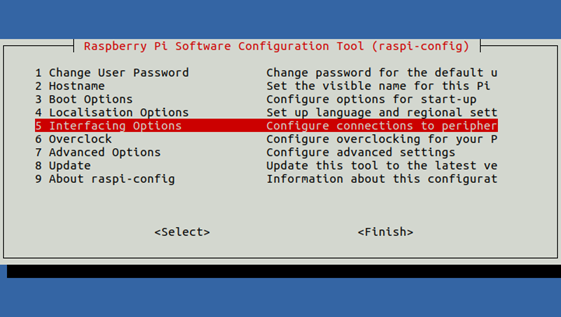 Raspberry Pi Software Configuration Tool (raspi-config)
1 Change User Password Change password for the default u
2 Hostname Set the visible name for this Pi
3 Boot Options Configure options for start-up
4 Localisation Options Set up language and regional sett
5 Interfacing Options Configure connections to peripher
6 Overclock Configure overclocking for your P
7 Advanced Options Configure advanced settings
8 Update Update this tool to the latest ve
9 About raspi-config Information about this configurat
<Select> <Finish>